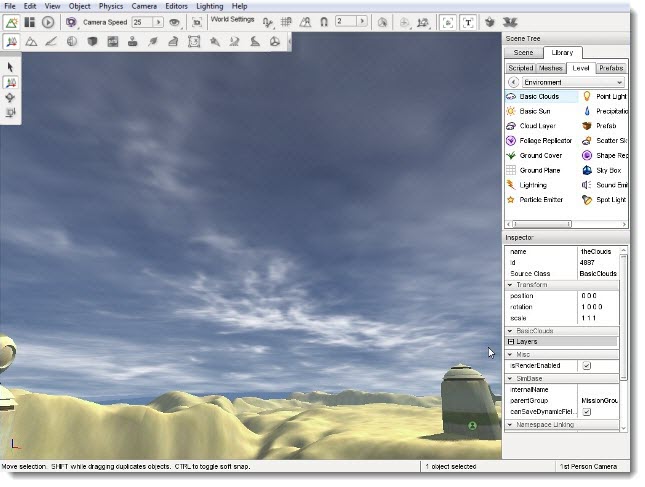 File Edit View Object Physics Camera Editors Lighting Help
Camera Speed 25 World Settings 2
Scene Tree
Scene Library
Scripted Meshes Level Prefabs
Environment
Basic Clouds Point Light
Basic Sun Precipitatio
Cloud Layer Prefab
Foliage Replicator Scatter Sk
Ground Cover Shape Rep
Ground Plane Sky Box
Lightning Sound Emit
Particle Emitter Spot Light
Inspector
name theClouds
id 4887
Source Class BasicClouds
Transform
position 0 0 0
rotation 1 0 0 0
scale 1 1 1
BasicClouds
Layers
Misc
isRenderEnabled
SimBase
internalName
parentGroup MissionGrou
canSaveDynamicFiel...
Namespace Linking
Move selection. SHIFT while dragging duplicates objects. CTRL to toggle soft snap. 1 object selected 1st Person Camera